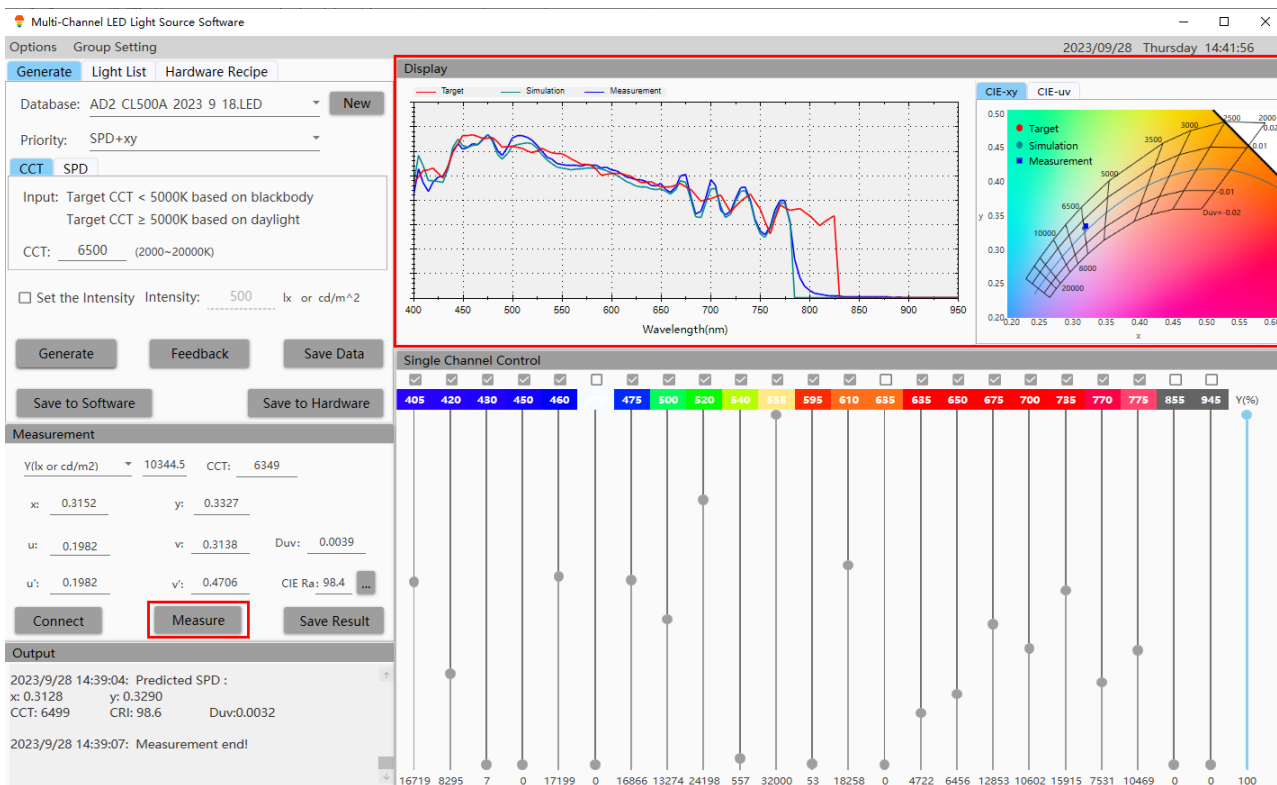 Multi-Channel LED Light Source Software
Options Group Setting 2023/09/28 Thursday 14:41:56
Generate Light List Hardware Recipe
Database: AD2 CL500A 2023 9 18.LED New
Priority: SPD+xy
CCT SPD
Input: Target CCT < 5000K based on blackbody
Target CCT ≥ 5000K based on daylight
CCT: 6500 (2000~20000K)
Set the Intensity Intensity: 500 lx or cd/m^2
Generate Feedback Save Data
Save to Software Save to Hardware
Measurement
Y(lx or cd/m2) 10344.5 CCT: 6349
x: 0.3152 y: 0.3327
u: 0.1982 v: 0.3138 Duv: 0.0039
u': 0.1982 v': 0.4706 CIE Ra: 98.4 ...
Connect Measure Save Result
Output
2023/9/28 14:39:04: Predicted SPD :
x: 0.3128 y: 0.3290
CCT: 6499 CRI: 98.6 Duv:0.0032
2023/9/28 14:39:07: Measurement end!
Display
Target Simulation Measurement
400 450 500 550 600 650 700 750 800 850 900 950
Wavelength(nm)
CIE-xy CIE-uv
Target
Simulation
Measurement
0.50
0.45
0.40
y 0.35
0.30
0.25
0.20
0.20 0.25 0.30 0.35 0.40 0.45 0.50 0.55 0.60
x
2000
2500
0.02
3000
3500
0.01
5000
-0.01
6500
Duv=-0.02
10000
8000
20000
Single Channel Control
405 420 430 450 460 475 500 520 540 555 595 610 635 635 650 675 700 735 770 775 855 945 Y(%)
16719 8295 7 0 17199 0 16866 13274 24198 557 32000 53 18258 0 4722 6456 12853 10602 15915 7531 10469 0 0 100